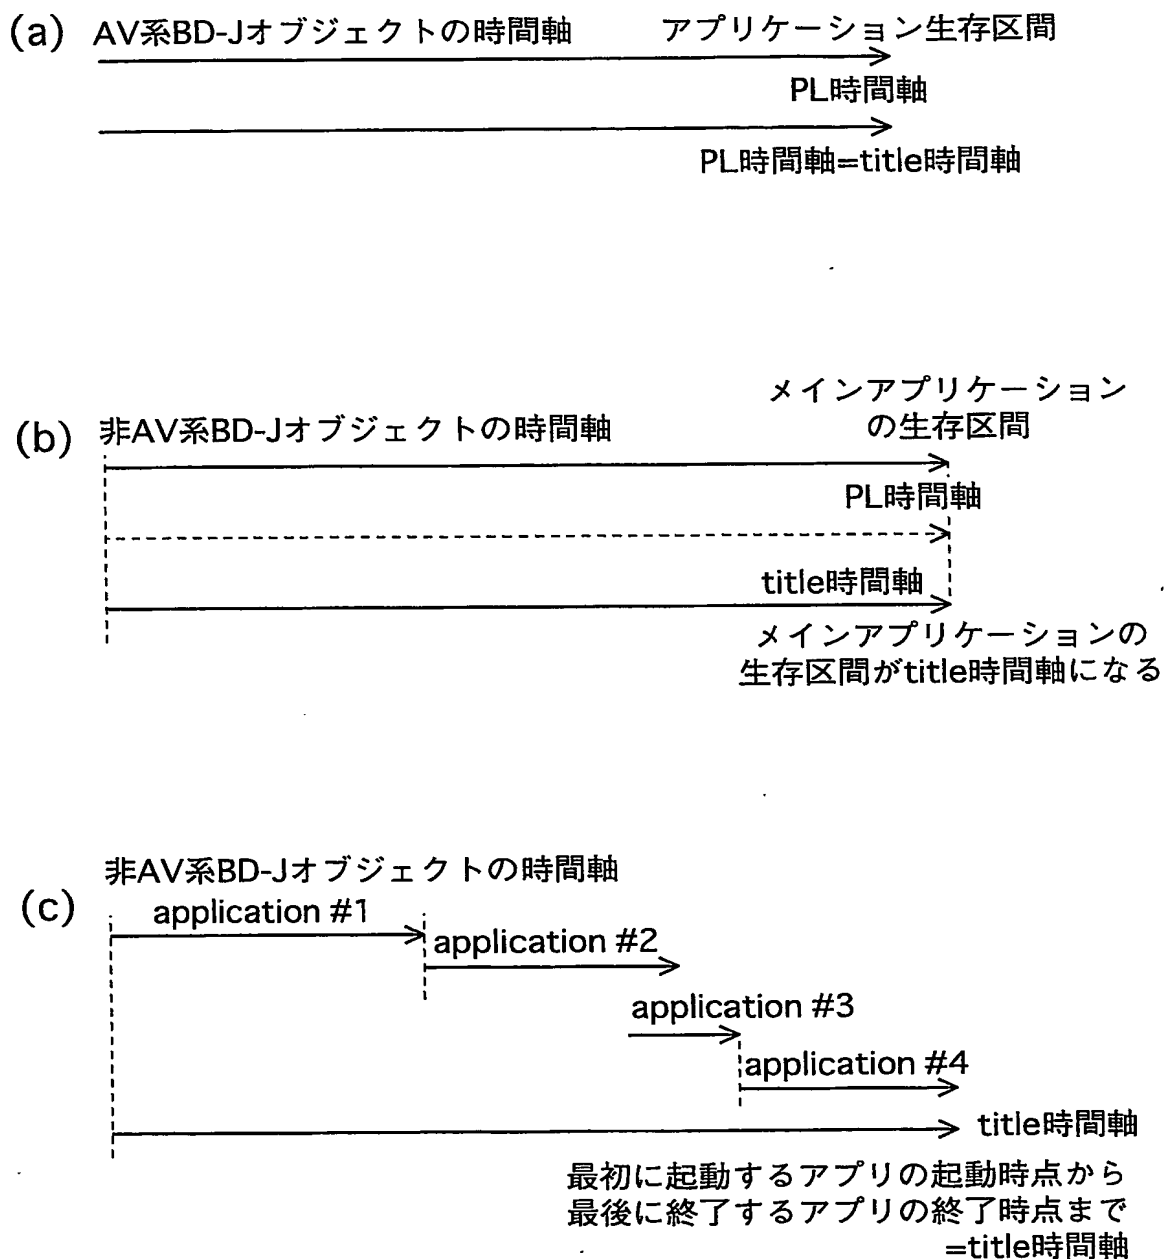 (a) AV系BD-Jオブジェクトの時間軸 アプリケーション生存区間
PL時間軸
PL時間軸=title時間軸
メインアプリケーション
の生存区間
(b) 非AV系BD-Jオブジェクトの時間軸
PL時間軸
title時間軸
メインアプリケーションの
生存区間がtitle時間軸になる
非AV系BD-Jオブジェクトの時間軸
(c)
application #1
application #2
application #3
application #4
title時間軸
最初に起動するアプリの起動時点から
最後に終了するアプリの終了時点まで
=title時間軸